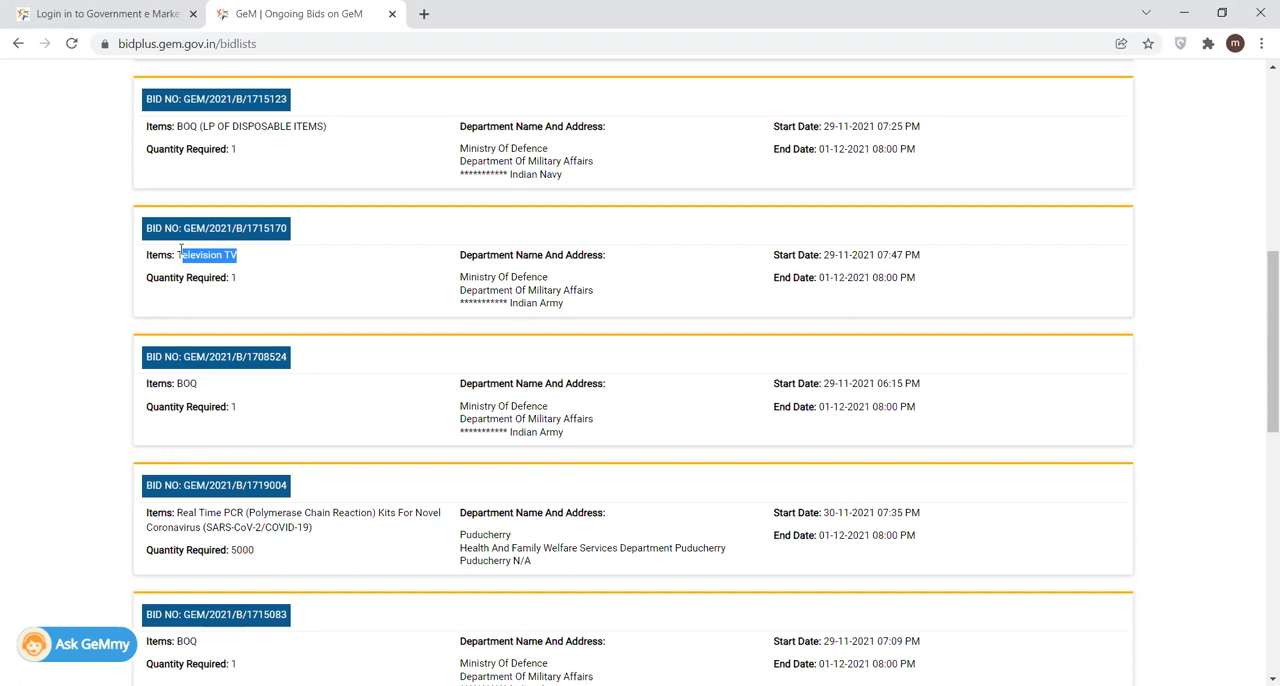 Login in to Government e Marke
GeM | Ongoing Bids on GeM
bidplus.gem.gov.in/bidlists
m
BID NO: GEM/2021/B/1715123
Items: BOQ (LP OF DISPOSABLE ITEMS)
Quantity Required: 1
Department Name And Address:
Ministry Of Defence
Department Of Military Affairs
*********** Indian Navy
Start Date: 29-11-2021 07:25 PM
End Date: 01-12-2021 08:00 PM
BID NO: GEM/2021/B/1715170
Items: Television TV
Quantity Required: 1
Department Name And Address:
Ministry Of Defence
Department Of Military Affairs
*********** Indian Army
Start Date: 29-11-2021 07:47 PM
End Date: 01-12-2021 08:00 PM
BID NO: GEM/2021/B/1708524
Items: BOQ
Quantity Required: 1
Department Name And Address:
Ministry Of Defence
Department Of Military Affairs
*********** Indian Army
Start Date: 29-11-2021 06:15 PM
End Date: 01-12-2021 08:00 PM
BID NO: GEM/2021/B/1719004
Items: Real Time PCR (Polymerase Chain Reaction) Kits For Novel
Coronavirus (SARS-CoV-2/COVID-19)
Quantity Required: 5000
Department Name And Address:
Puducherry
Health And Family Welfare Services Department Puducherry
Puducherry N/A
Start Date: 30-11-2021 07:35 PM
End Date: 01-12-2021 08:00 PM
BID NO: GEM/2021/B/1715083
Items: BOQ
Quantity Required: 1
Department Name And Address:
Ministry Of Defence
Department Of Military Affairs
Start Date: 29-11-2021 07:09 PM
End Date: 01-12-2021 08:00 PM
Ask GeMmy